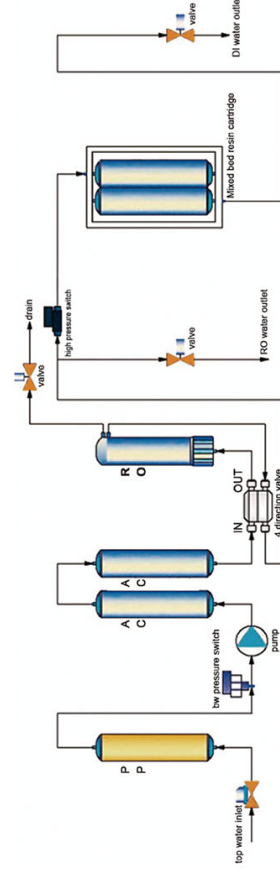 top water inlet
P P
bw pressure switch
pump
A C
A C
IN
OUT
4 direction valve
R O
valve
drain
high pressure switch
valve
RO water outlet
Mixed bed resin cartridge
valve
DI water outlet